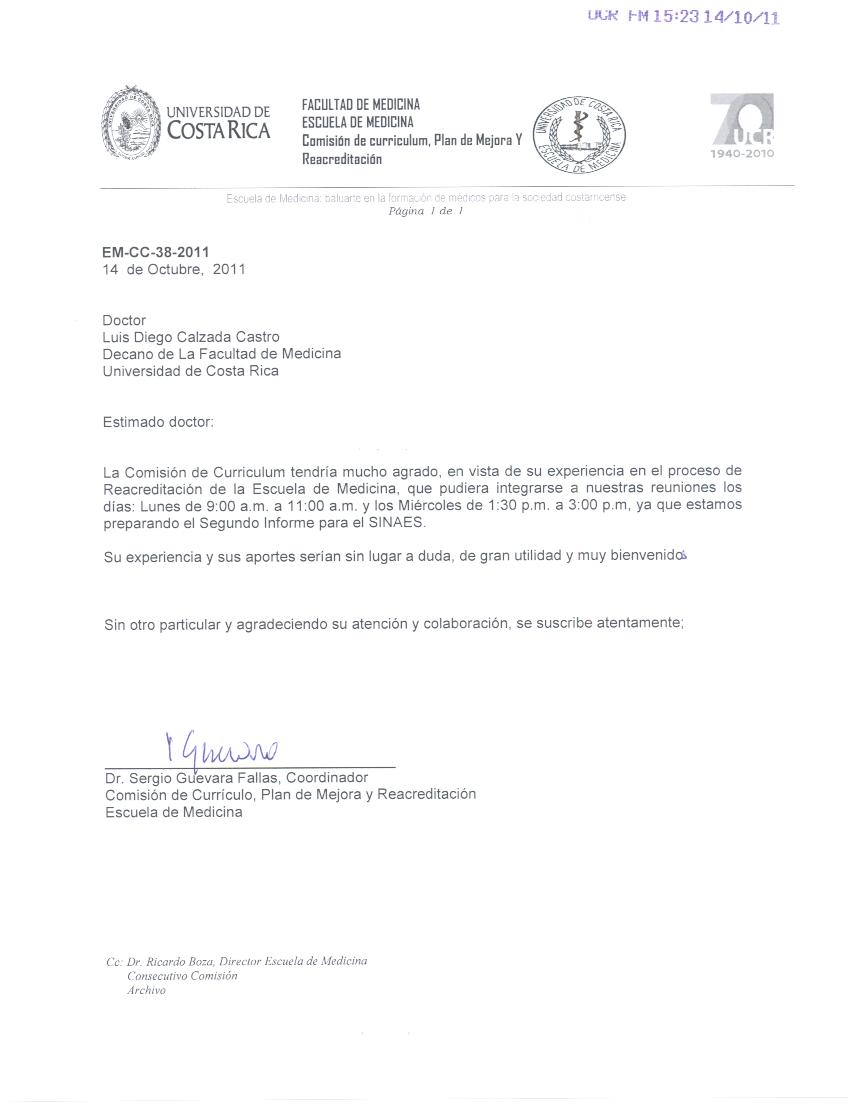 UCR FM 15:23 14/10/11
UNIVERSIDAD DE
COSTA RICA
FACULTAD DE MEDICINA
ESCUELA DE MEDICINA
Comisión de curriculum, Plan de Mejora Y
Reacreditación
UNIVERSIDAD DE COSTA RICA
ESCUELA DE MEDICINA
70
UCR
1940-2010
Escuela de Medicina: baluarte en la formación de médicos para la sociedad costarricense
Página 1 de 1
EM-CC-38-2011
14 de Octubre, 2011
Doctor
Luis Diego Calzada Castro
Decano de La Facultad de Medicina
Universidad de Costa Rica
Estimado doctor:
La Comisión de Curriculum tendría mucho agrado, en vista de su experiencia en el proceso de
Reacreditación de la Escuela de Medicina, que pudiera integrarse a nuestras reuniones los
días: Lunes de 9:00 a.m. a 11:00 a.m. y los Miércoles de 1:30 p.m. a 3:00 p.m, ya que estamos
preparando el Segundo Informe para el SINAES.
Su experiencia y sus aportes serían sin lugar a duda, de gran utilidad y muy bienvenidos
Sin otro particular y agradeciendo su atención y colaboración, se suscribe atentamente;
Dr. Sergio Guevara Fallas, Coordinador
Comisión de Currículo, Plan de Mejora y Reacreditación
Escuela de Medicina
Cc: Dr. Ricardo Boza, Director Escuela de Medicina
Consecutivo Comisión
Archivo